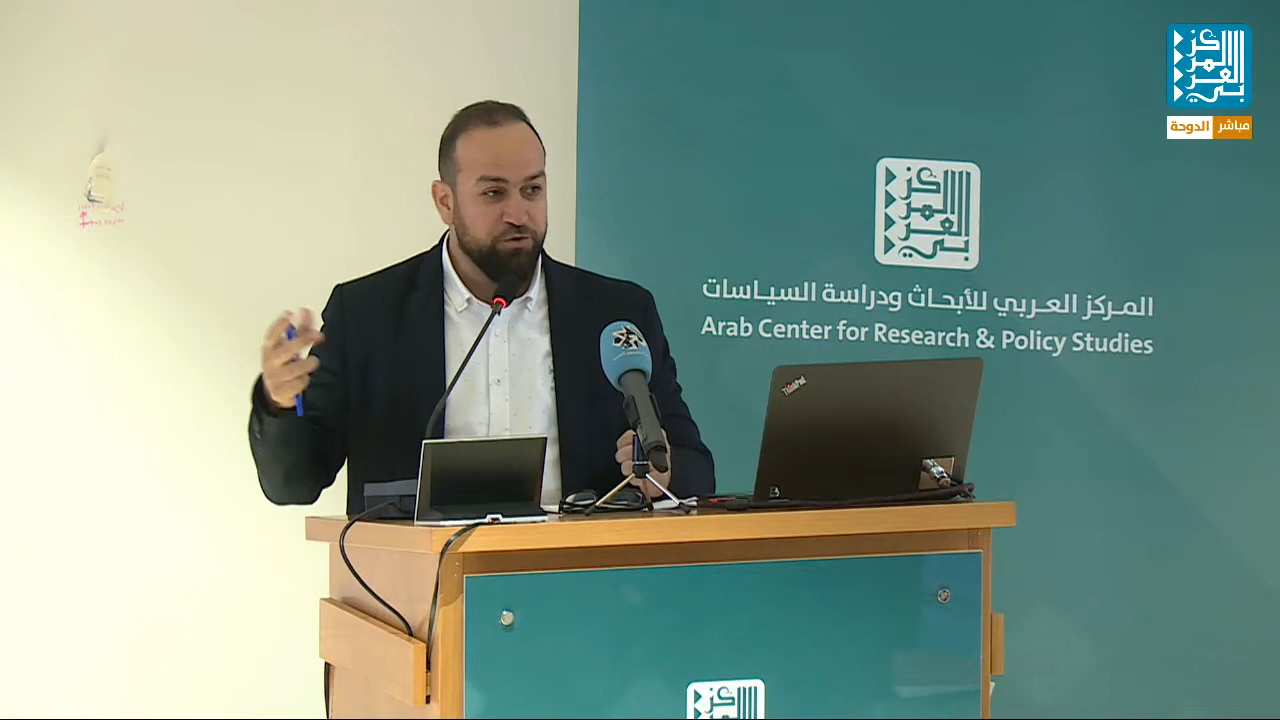 المركز العربي
مباشر الدوحة
المركز العربي
المركز العربي للأبحاث ودراسة السياسات
Arab Center for Research & Policy Studies
ThinkPad